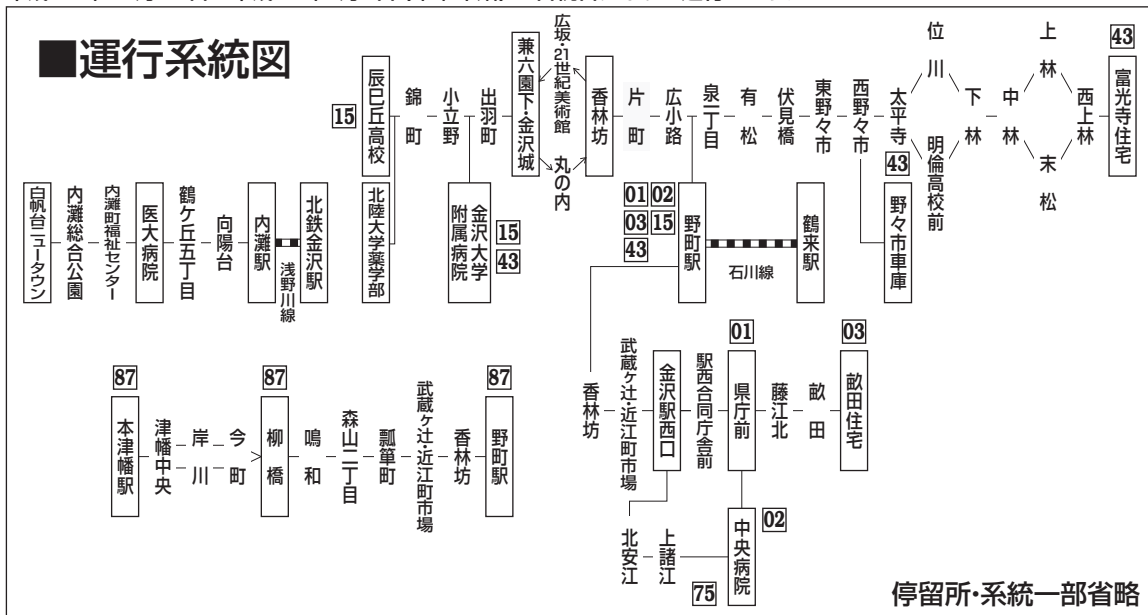 ■運行系統図
15
辰巳丘高校
北陸大学薬学部
錦町
小立野
金沢大学
附属病院
15
43
出羽町
兼六園下・金沢城
広坂・21世紀美術館
丸の内
香林坊
片町
広小路
01 02
03 15
43
泉一丁目
野町駅
石川線
鶴来駅
有松
伏見橋
東野々市
西野々市
太平寺
43
野々市車庫
位川
明倫高校前
下林
中林
上林
末松
西上林
43
富光寺住宅
白帆台ニュータウン
内灘総合公園
内灘町福祉センター
医大病院
鶴ケ丘五丁目
向陽台
内灘駅
浅野川線
北鉄金沢駅
香林坊
武蔵ヶ辻・近江町市場
金沢駅西口
駅西合同庁舎前
01
県庁前
藤江北
畝田
03
畝田住宅
北安江
上諸江
75
中央病院
02
87
本津幡駅
津幡中央
岸川
今町
87
柳橋
鳴和
森山二丁目
瓢箪町
武蔵ヶ辻・近江町市場
香林坊
87
野町駅
停留所・系統一部省略